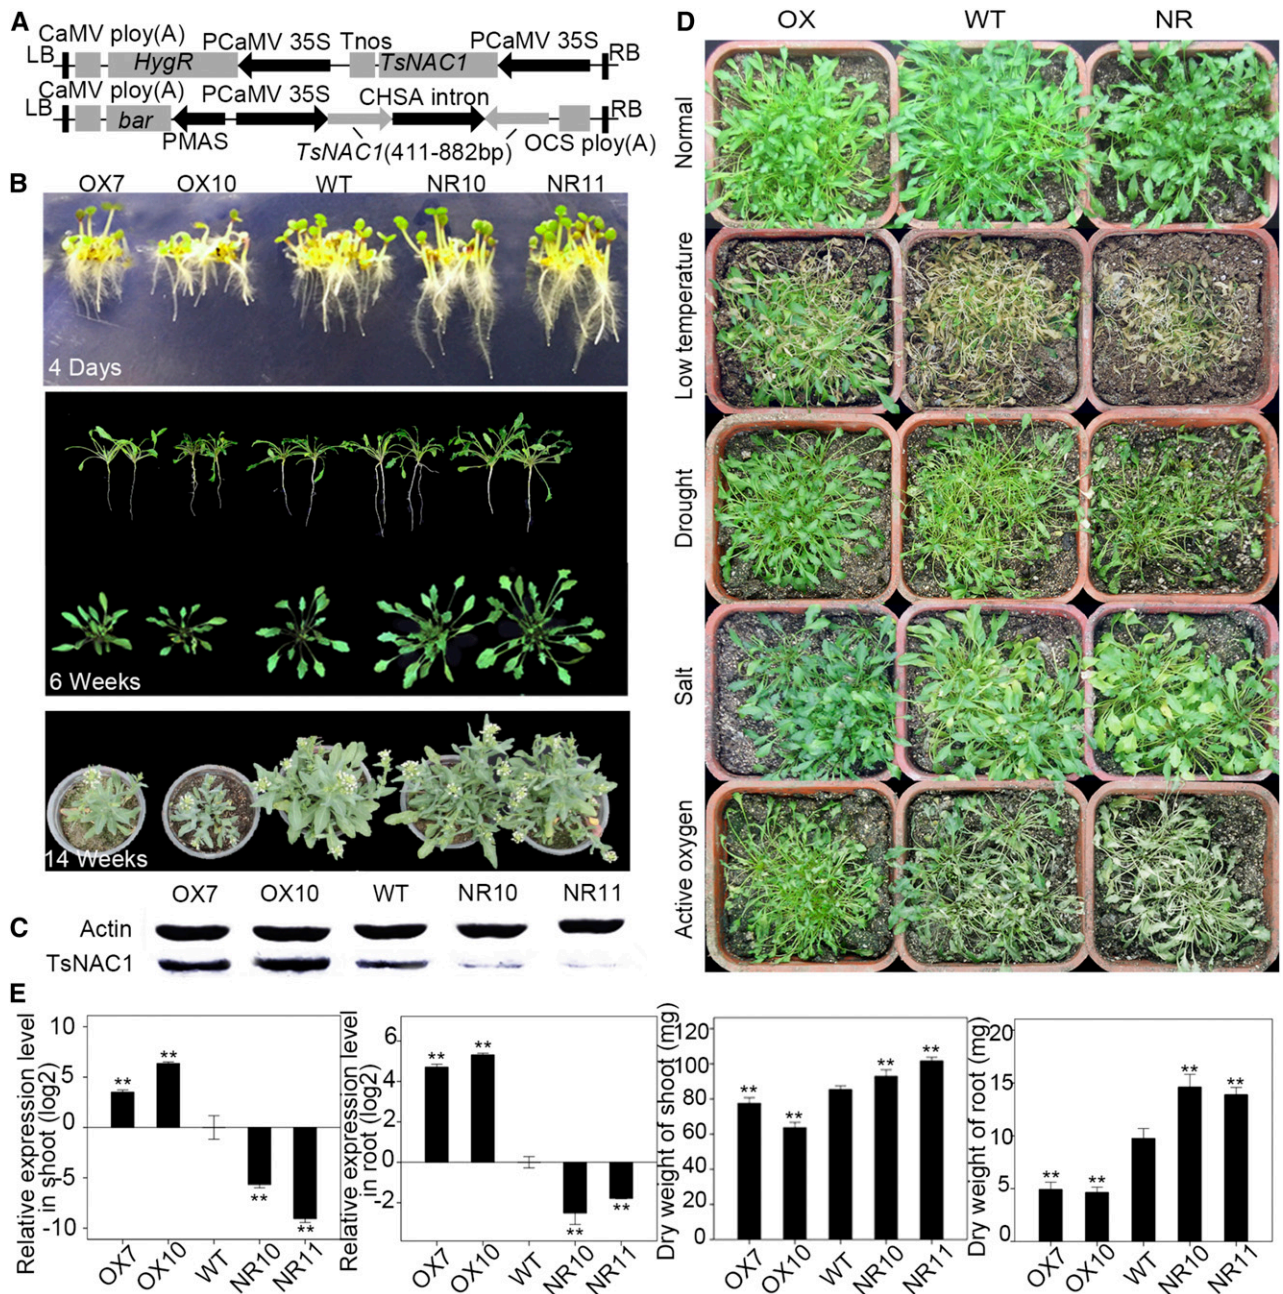 A
CaMV ploy(A) PCaMV 35S Tnos PCaMV 35S
LB HygR TsNAC1 RB
CaMV ploy(A) PCaMV 35S CHSA intron
LB bar RB
PMAS TsNAC1(411-882bp) OCS ploy(A)
B
OX7 OX10 WT NR10 NR11
4 Days
6 Weeks
14 Weeks
OX7 OX10 WT NR10 NR11
C
Actin
TsNAC1
D
OX WT NR
Normal
Low temperature
Drought
Salt
Active oxygen
E
Relative expression level
in shoot (log2)
10
5
0
-5
-10
** ** ** **
OX7 OX10 WT NR10 NR11
Relative expression level
in root (log2)
6
4
2
0
-2
** ** ** **
OX7 OX10 WT NR10 NR11
Dry weight of shoot (mg)
120
100
80
60
40
20
0
** ** ** **
OX7 OX10 WT NR10 NR11
Dry weight of root (mg)
20
15
10
5
0
** ** ** **
OX7 OX10 WT NR10 NR11